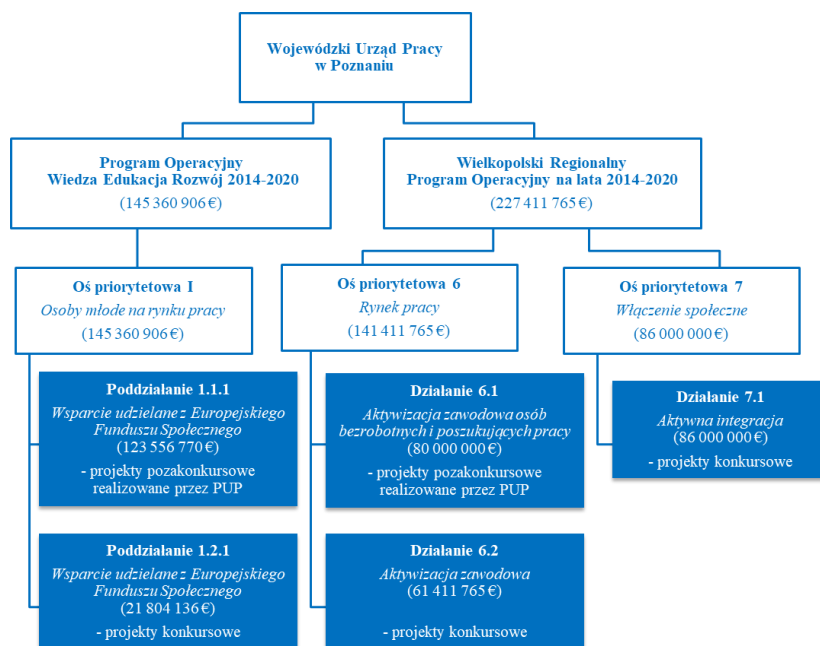 Wojewódzki Urząd Pracy
w Poznaniu
Program Operacyjny
Wiedza Edukacja Rozwój 2014-2020
(145 360 906 €)
Wielkopolski Regionalny
Program Operacyjny na lata 2014-2020
(227 411 765 €)
Oś priorytetowa I
Osoby młode na rynku pracy
(145 360 906 €)
Oś priorytetowa 6
Rynek pracy
(141 411 765 €)
Oś priorytetowa 7
Włączenie społeczne
(86 000 000 €)
Poddziałanie 1.1.1
Wsparcie udzielane z Europejskiego
Funduszu Społecznego
(123 556 770 €)
- projekty pozakonkursowe
realizowane przez PUP
Działanie 6.1
Aktywizacja zawodowa osób
bezrobotnych i poszukujących pracy
(80 000 000 €)
- projekty pozakonkursowe
realizowane przez PUP
Działanie 7.1
Aktywna integracja
(86 000 000 €)
- projekty konkursowe
Poddziałanie 1.2.1
Wsparcie udzielane z Europejskiego
Funduszu Społecznego
(21 804 136 €)
- projekty konkursowe
Działanie 6.2
Aktywizacja zawodowa
(61 411 765 €)
- projekty konkursowe